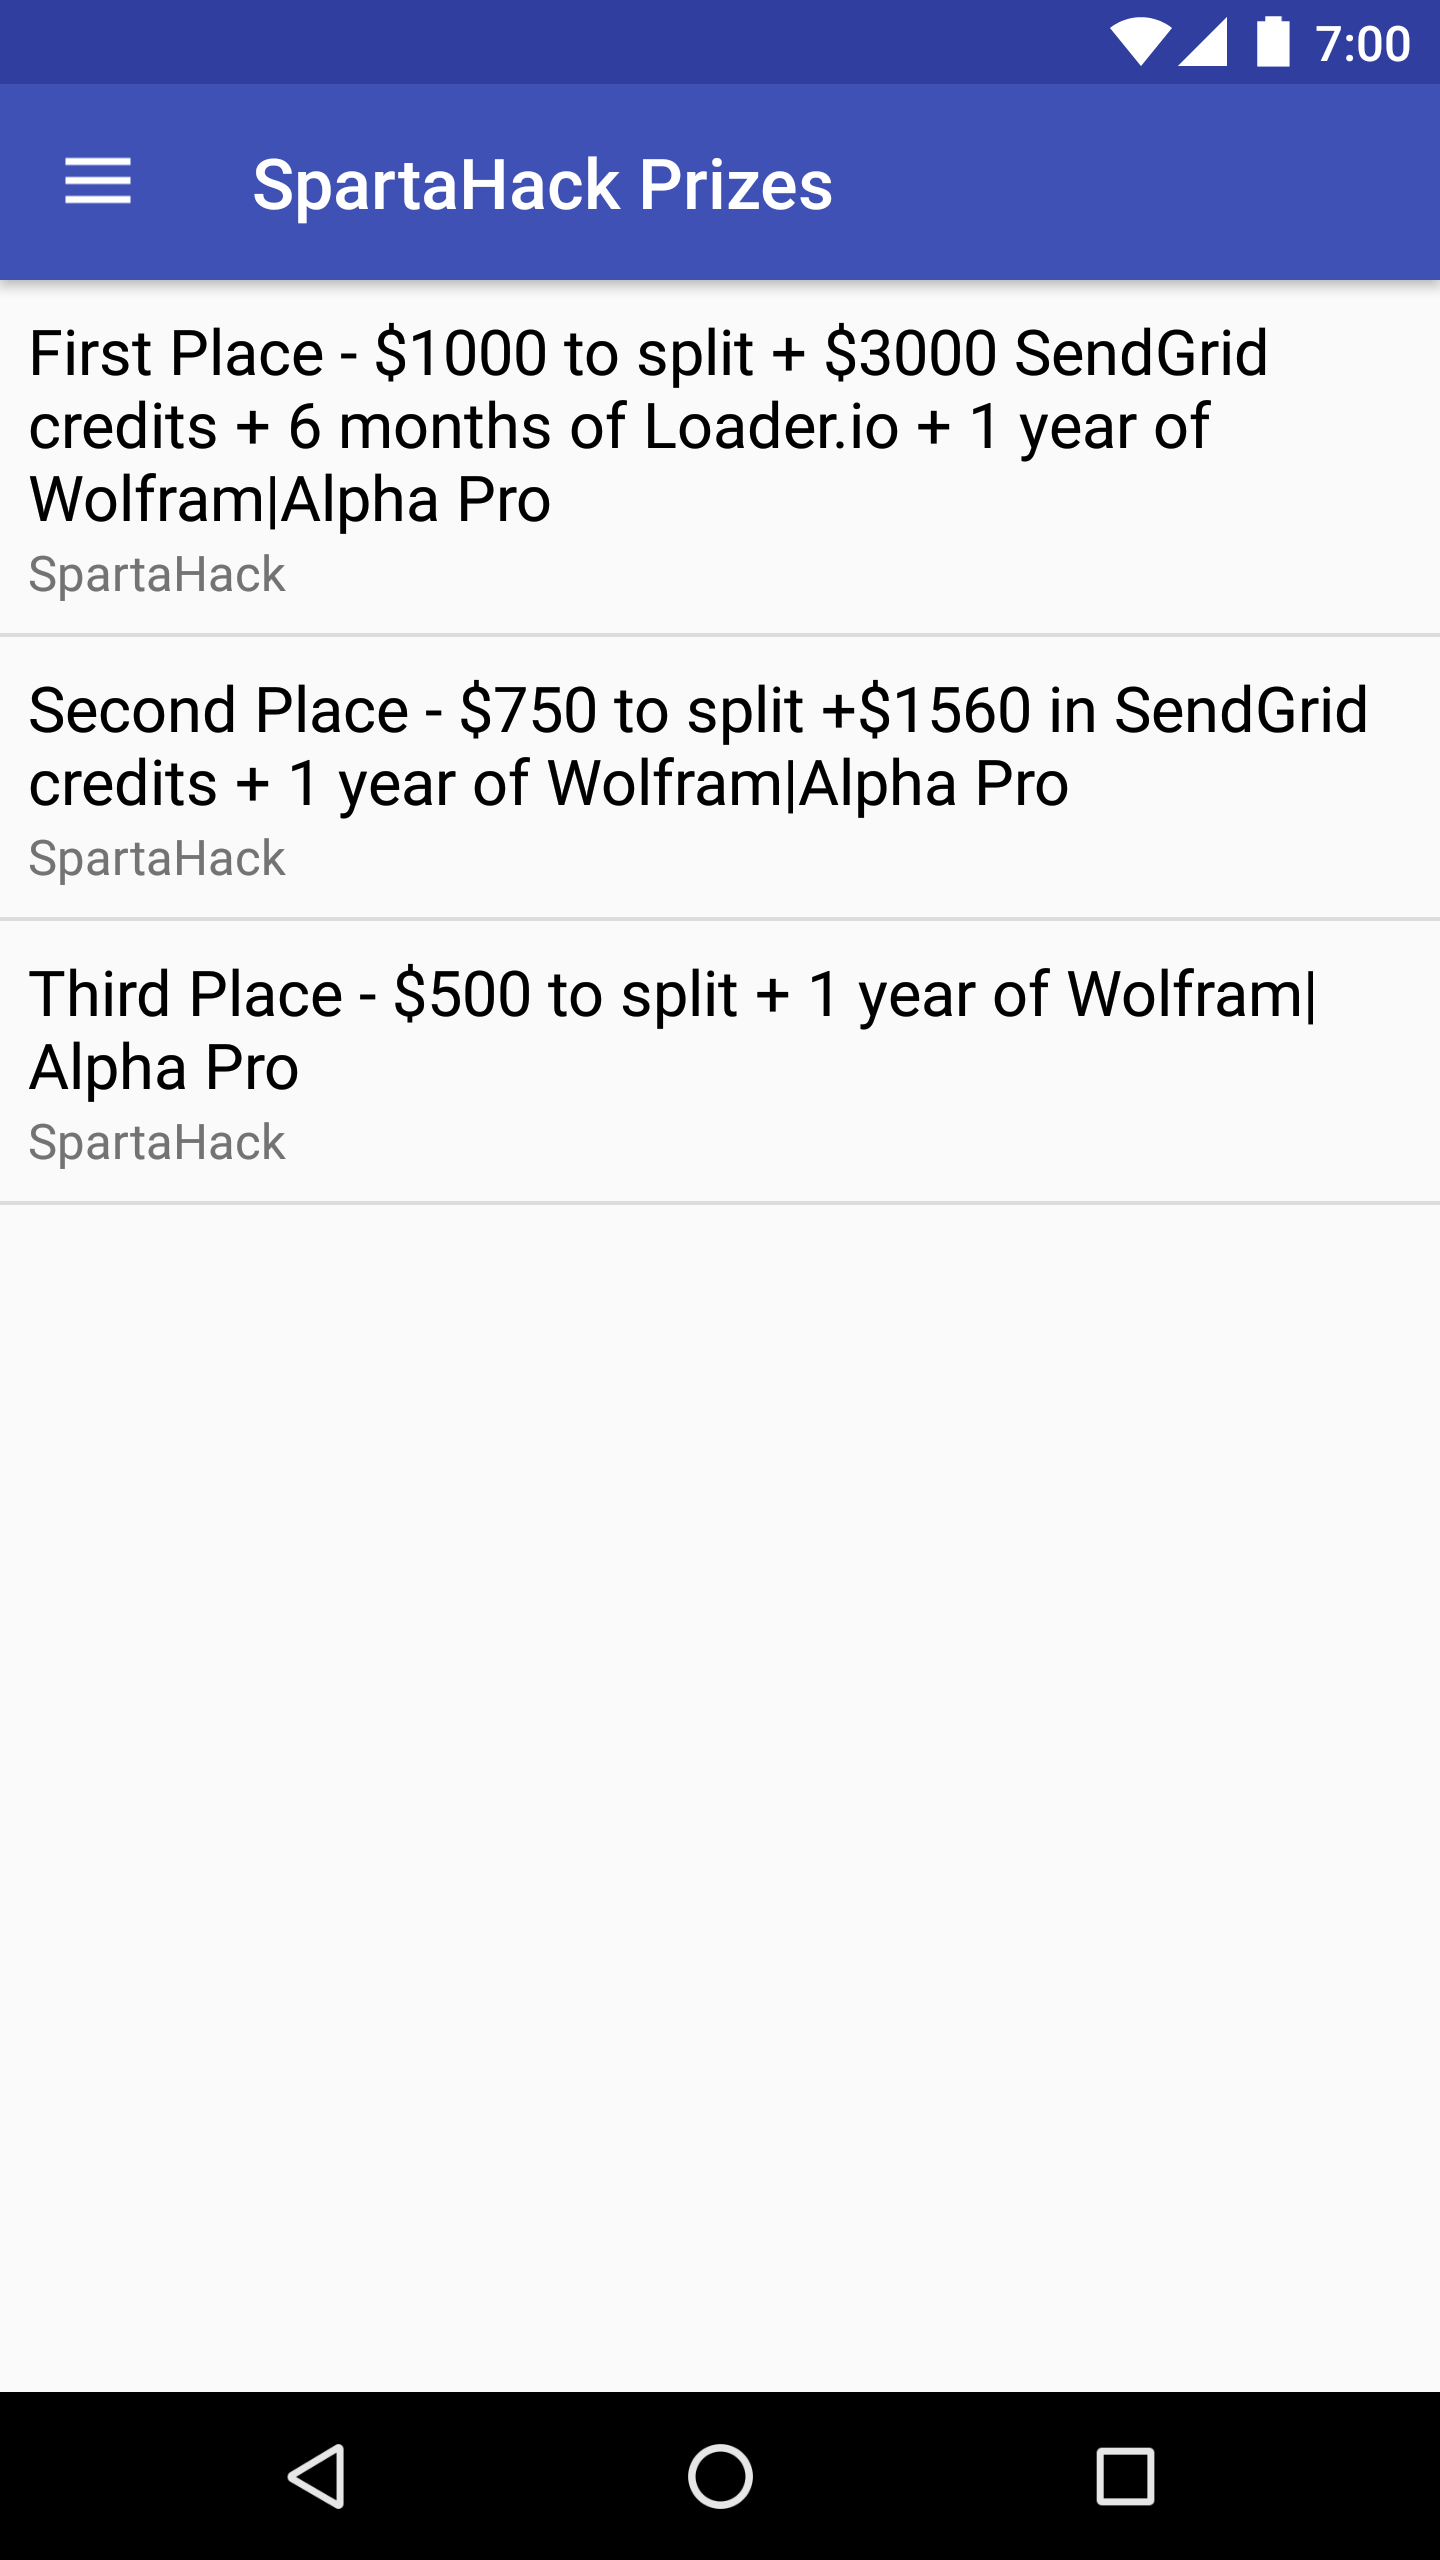 7:00
SpartaHack Prizes
First Place - $1000 to split + $3000 SendGrid
credits + 6 months of Loader.io + 1 year of
Wolfram|Alpha Pro
SpartaHack
Second Place - $750 to split +$1560 in SendGrid
credits + 1 year of Wolfram|Alpha Pro
SpartaHack
Third Place - $500 to split + 1 year of Wolfram|
Alpha Pro
SpartaHack